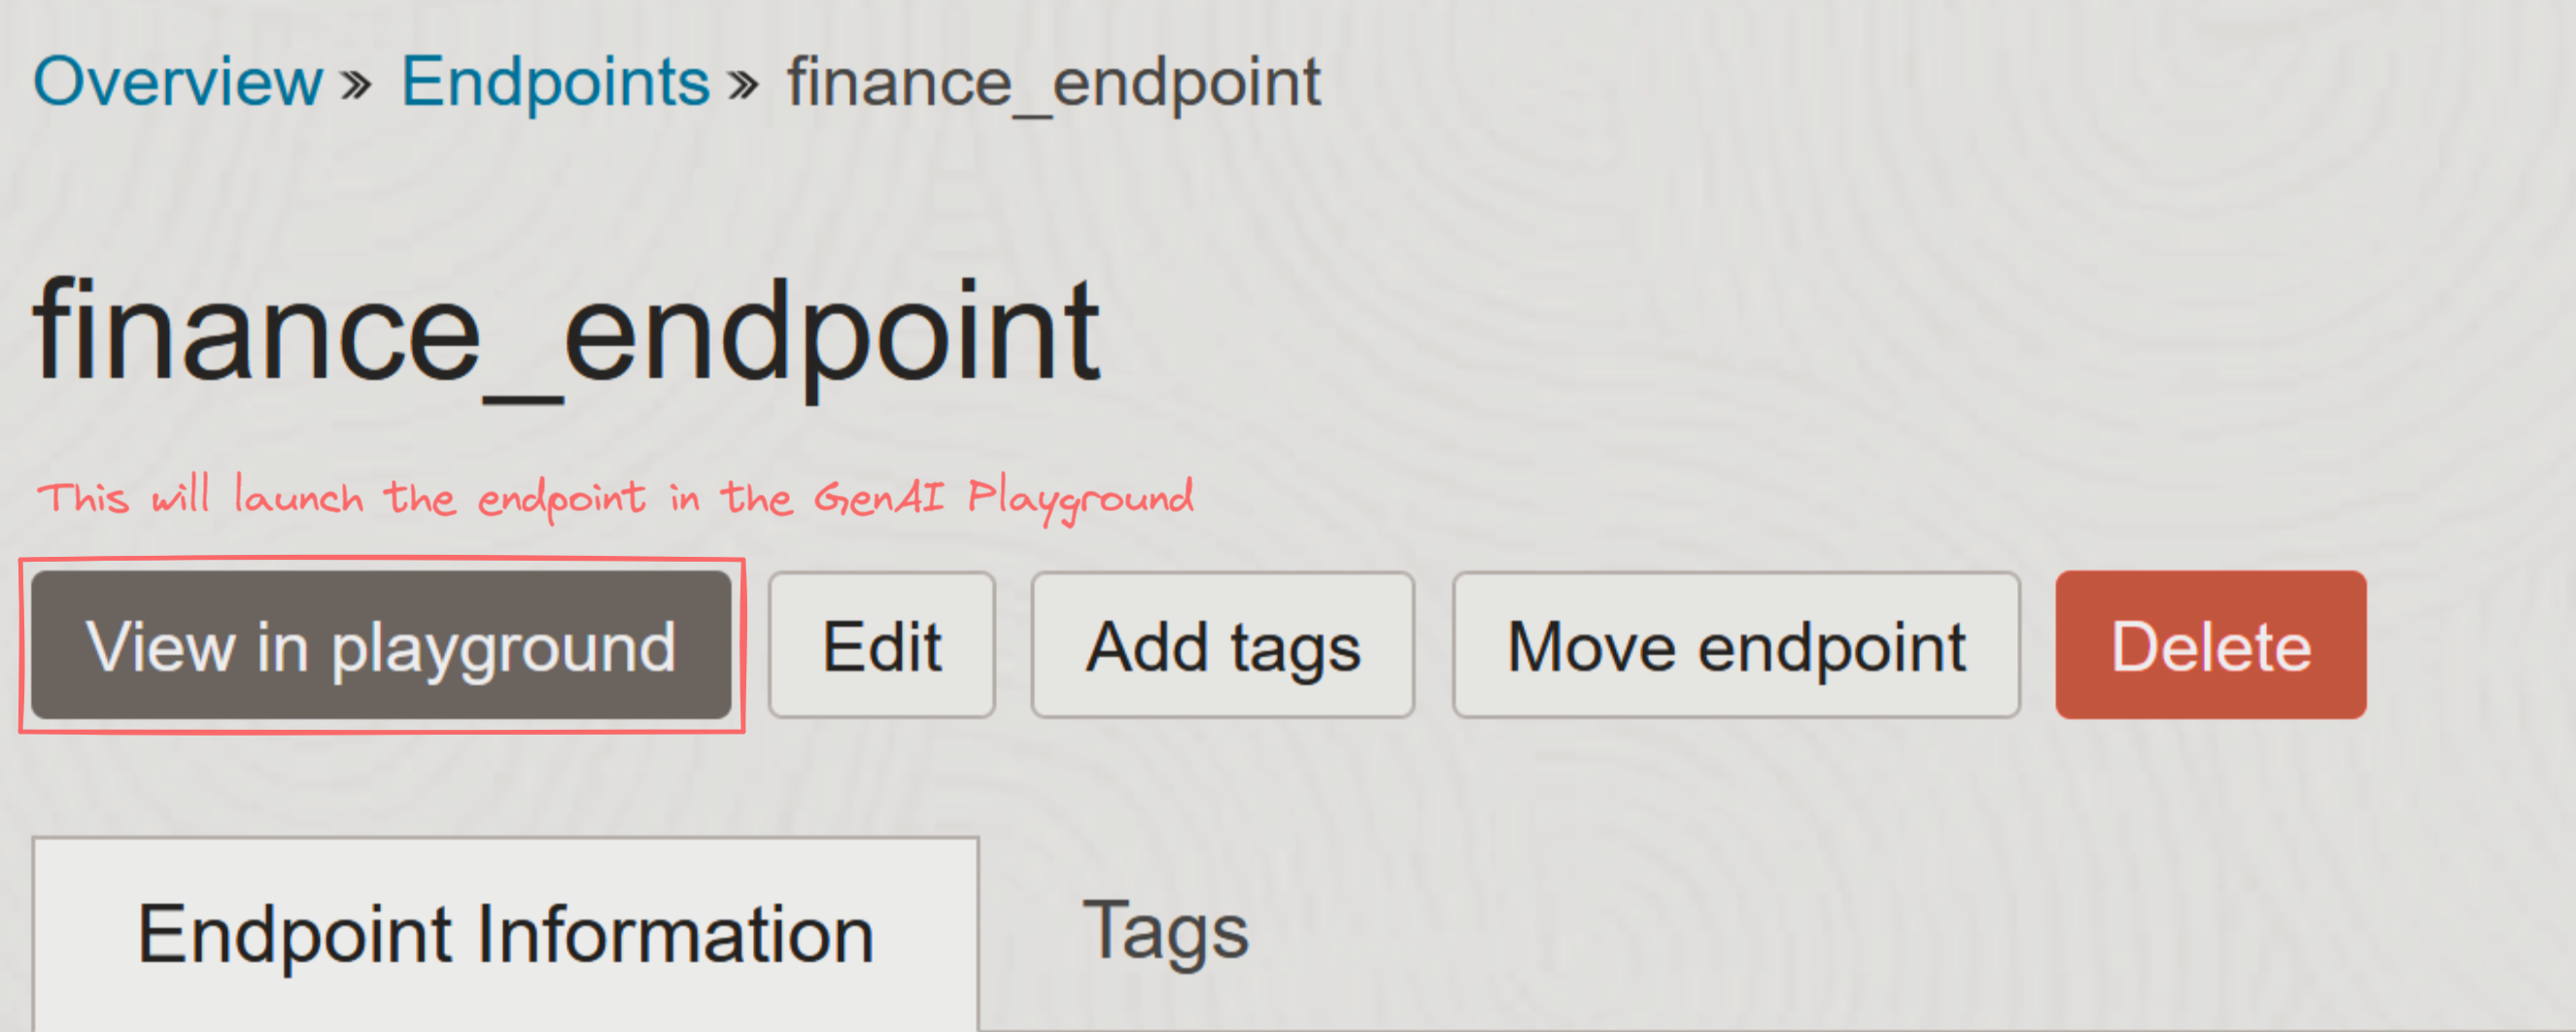 Overview » Endpoints » finance_endpoint
finance_endpoint
This will launch the endpoint in the GenAI Playground
View in playground Edit Add tags Move endpoint Delete
Endpoint Information Tags